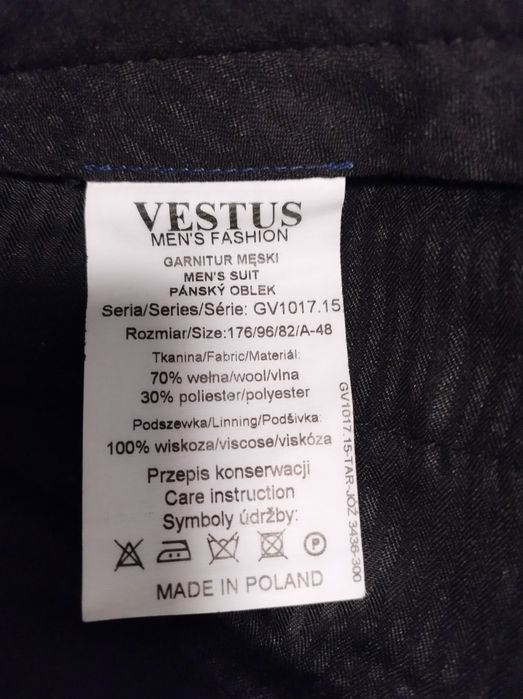 VESTUS
MEN'S FASHION
GARNITUR MĘSKI
MEN'S SUIT
PÁNSKÝ OBLEK
Seria/Series/Série: GV1017.15
Rozmiar/Size:176/96/82/A-48
Tkanina/Fabric/Materiál:
70% wełna/wool/vlna
30% poliester/polyester
Podszewka/Linning/Podšivka:
100% wiskoza/viscose/viskóza
Przepis konserwacji
Care instruction
Symboly údržby:
P
MADE IN POLAND
GV1017.15-TAR-JOZ 3436-300